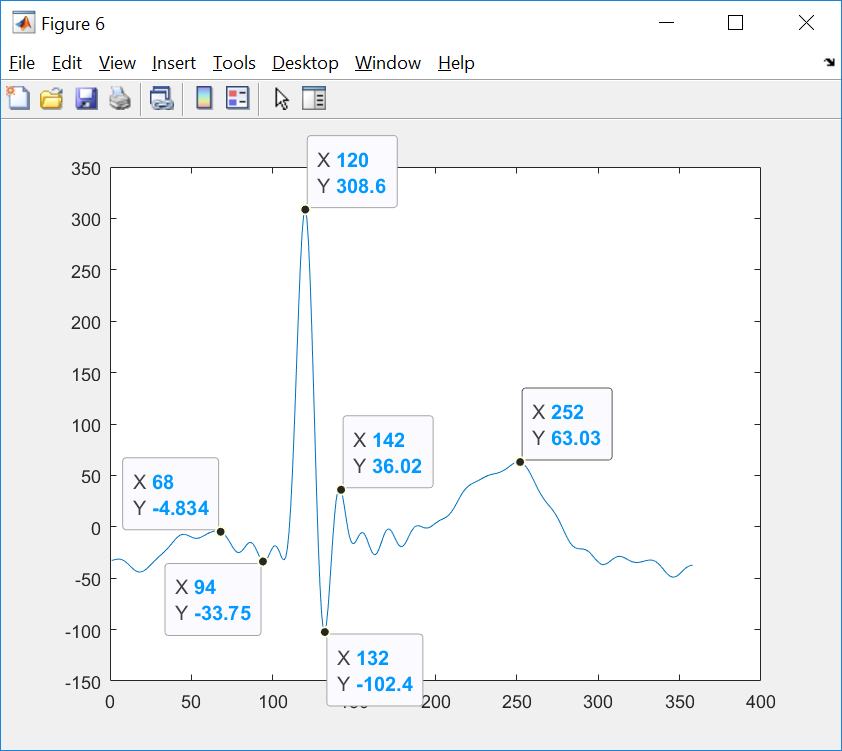 Figure 6
File Edit View Insert Tools Desktop Window Help
X 120
Y 308.6
350
300
250
200
150
100
50
0
-50
-100
-150
X 252
Y 63.03
X 142
Y 36.02
X 68
Y -4.834
X 94
Y -33.75
X 132
Y -102.4
0 50 100 200 250 300 350 400